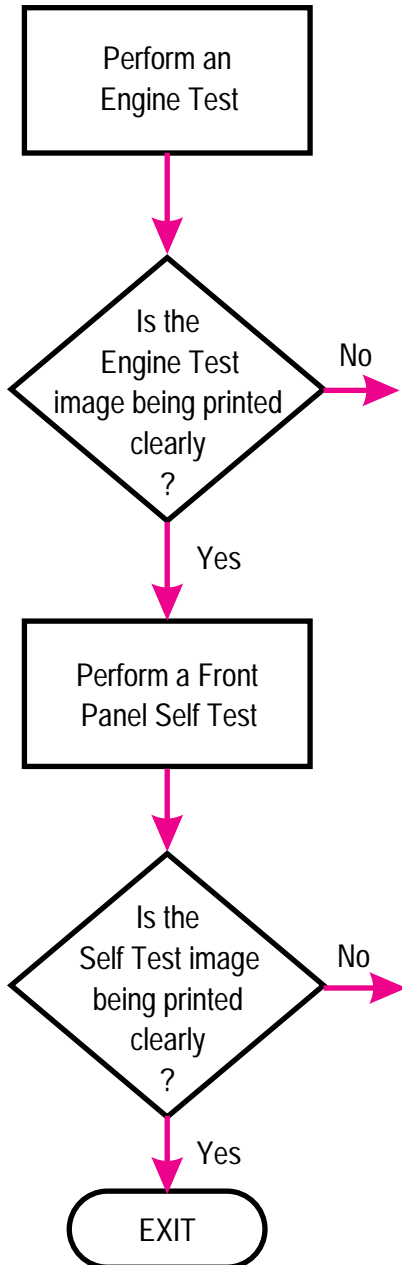 Perform an
Engine Test
Is the
Engine Test
image being printed
clearly
?
No
Yes
Perform a Front
Panel Self Test
Is the
Self Test image
being printed
clearly
?
No
Yes
EXIT